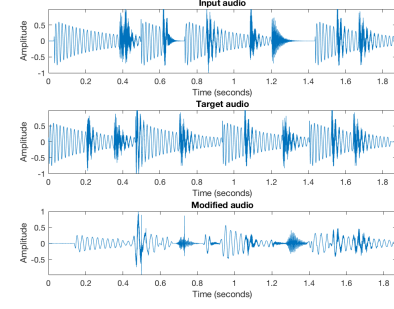 Input audio
Amplitude
0.5
0
-0.5
-1
0 0.2 0.4 0.6 0.8 1 1.2 1.4 1.6 1.8
Time (seconds)
Target audio
Amplitude
0.5
0
-0.5
-1
0 0.2 0.4 0.6 0.8 1 1.2 1.4 1.6 1.8
Time (seconds)
Modified audio
Amplitude
1
0.5
0
-0.5
0 0.2 0.4 0.6 0.8 1 1.2 1.4 1.6 1.8
Time (seconds)